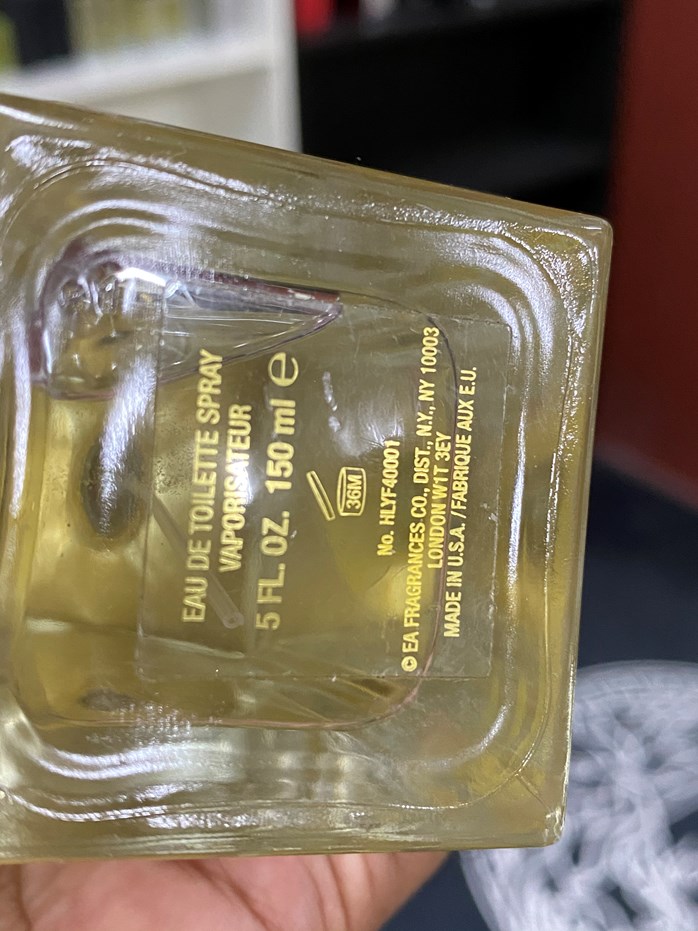 EAU DE TOILETTE SPRAY
VAPORISATEUR
5 FL. OZ. 150 ml e
36M
No. HLYF40001
© EA FRAGRANCES CO., DIST., N.Y., NY 10003
LONDON W1T 3EY
MADE IN U.S.A. / FABRIQUE AUX E.U.